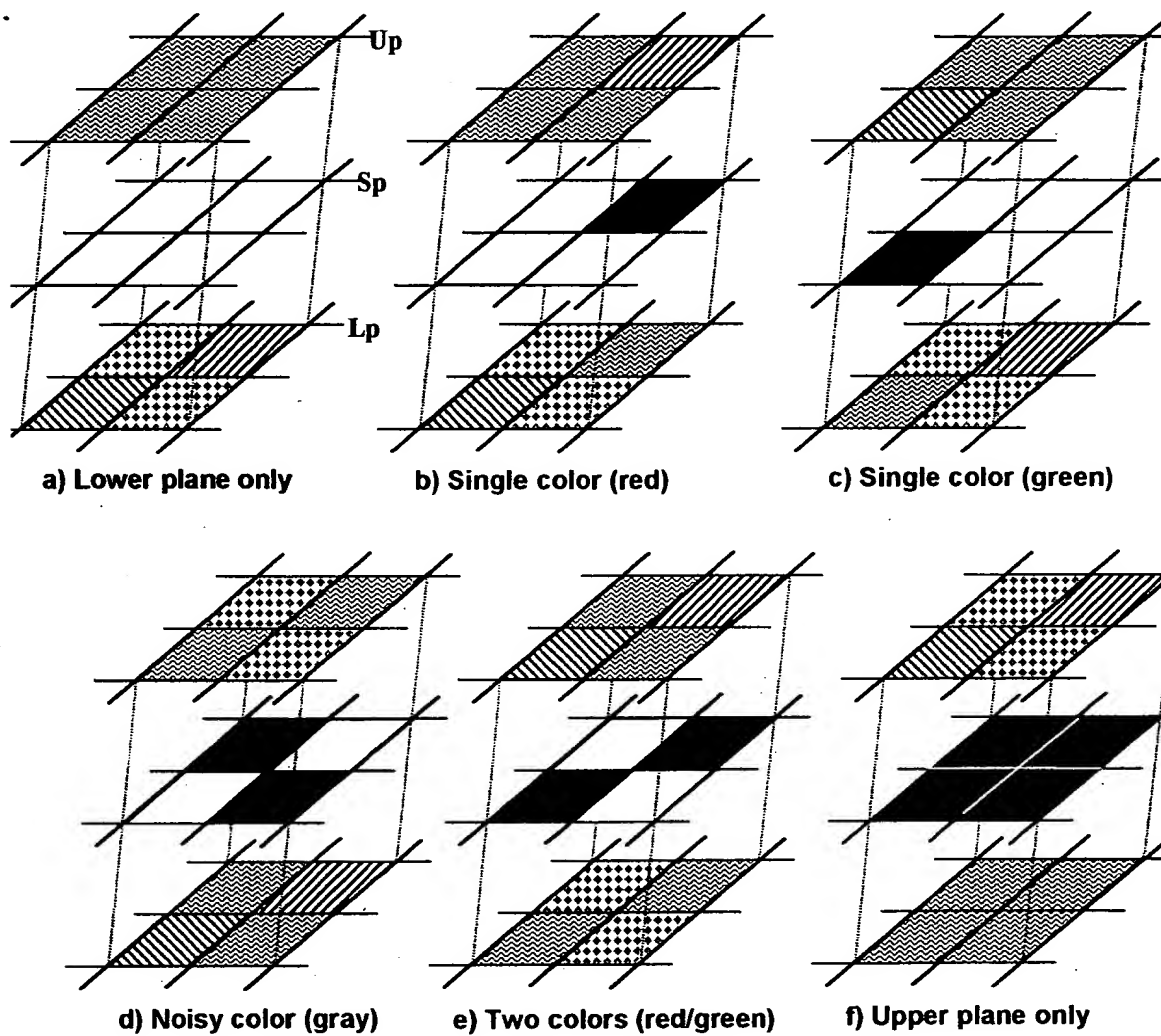 Up
Sp
Lp
a) Lower plane only
b) Single color (red)
c) Single color (green)
d) Noisy color (gray)
e) Two colors (red/green)
f) Upper plane only